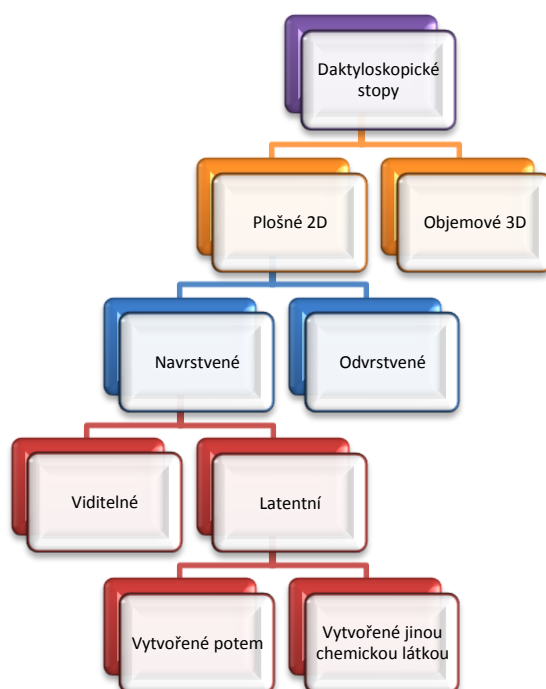 Daktyloskopické
stopy
Plošné 2D
Objemové 3D
Navrstvené
Odvrstvené
Viditelné
Latentní
Vytvořené potem
Vytvořené jinou
chemickou látkou